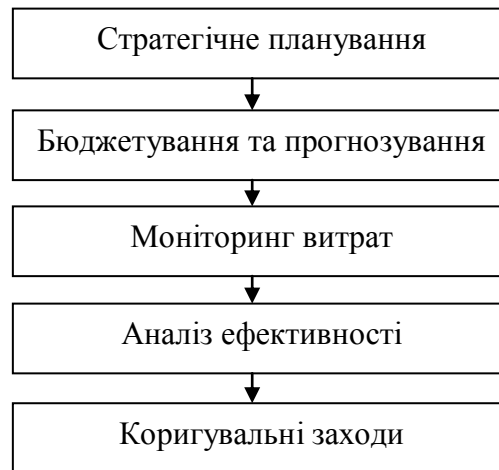 Стратегічне планування
Бюджетування та прогнозування
Моніторинг витрат
Аналіз ефективності
Коригувальні заходи